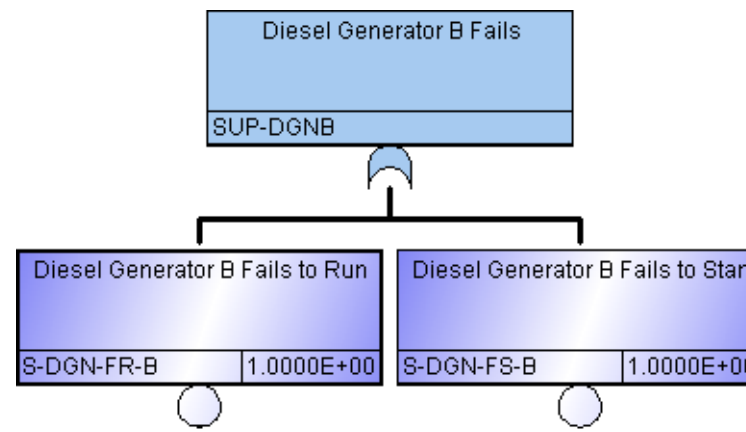 Diesel Generator B Fails
SUP-DGNB
Diesel Generator B Fails to Run
S-DGN-FR-B 1.0000E+00
Diesel Generator B Fails to Star
S-DGN-FS-B 1.0000E+00